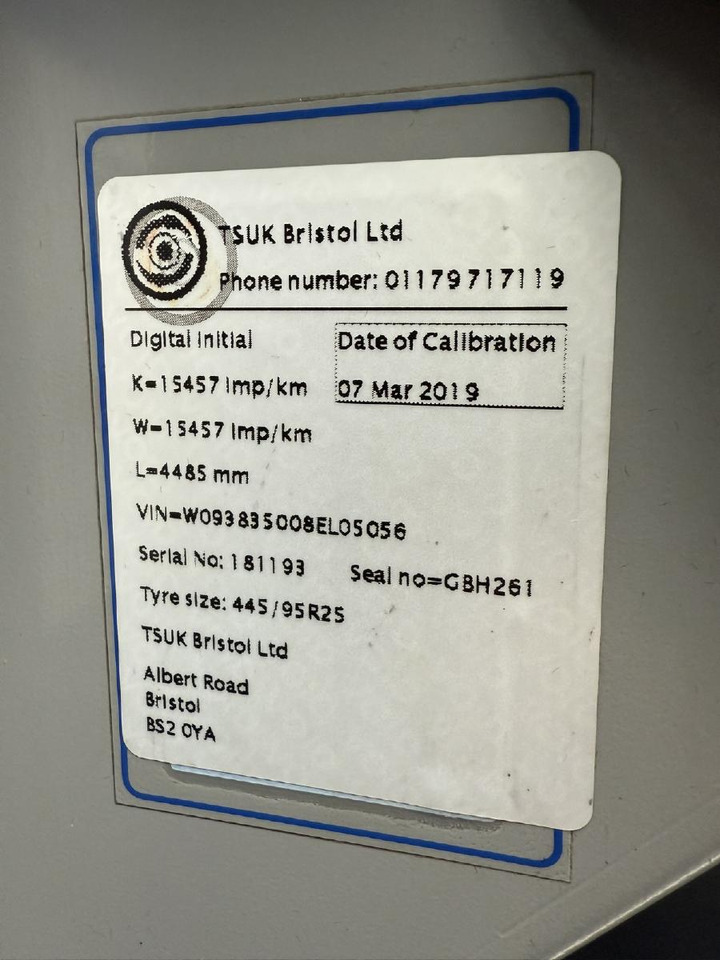 TSUK Bristol Ltd
Phone number: 01179717119
Digital Initial
Date of Calibration
K=15457 Imp/km
07 Mar 2019
W=15457 Imp/km
L=4485 mm
VIN=W093835008EL05056
Serial No: 181193
Seal no=GBH261
Tyre size: 445/95R25
TSUK Bristol Ltd
Albert Road
Bristol
BS2 0YA